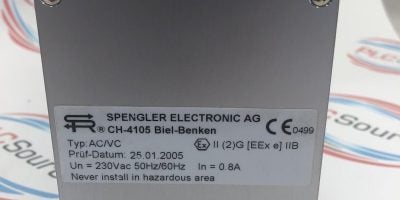 SPENGLER ELECTRONIC AG
® CH-4105 Biel-Benken CE 0499
Typ: AC/VC Ex II (2)G [EEx e] IIB
Prüf-Datum: 25.01.2005
Un = 230Vac 50Hz/60Hz In = 0.8A
Never install in hazardous area